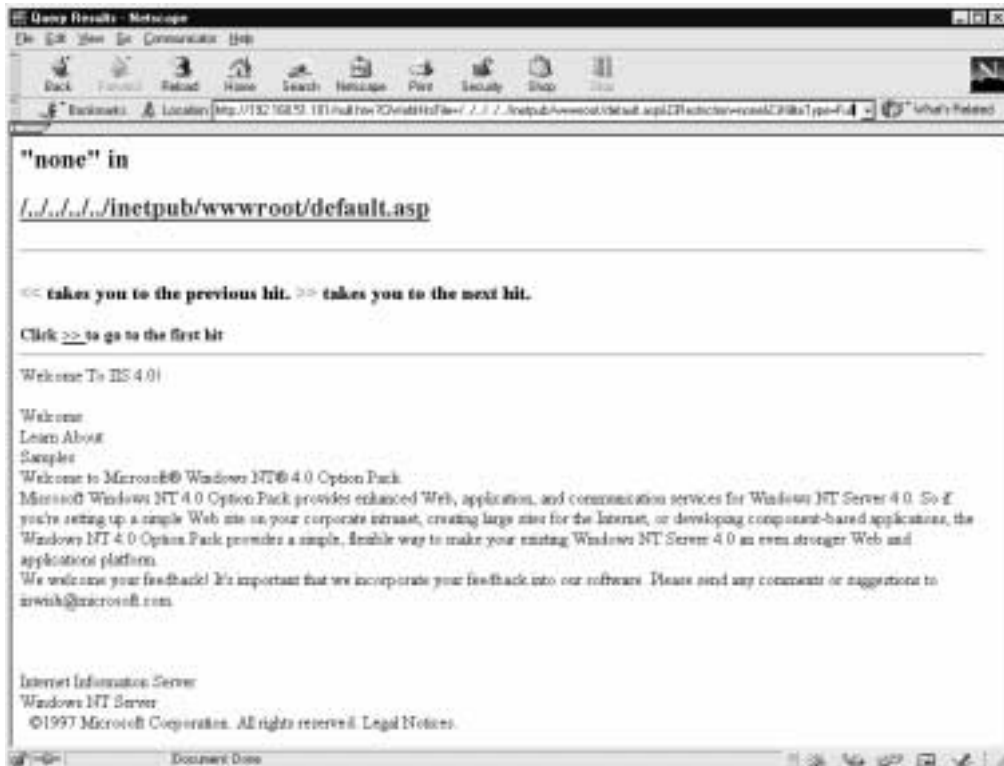 Query Results - Netscape
File Edit View Go Communicator Help
Back Forward Reload Home Search Netscape Print Security Shop Stop
Bookmarks Location: What's Related
"none" in
/../../../../inetpub/wwwroot/default.asp
<< takes you to the previous hit. >> takes you to the next hit.
Click >> to go to the first hit
Welcome To IIS 4.0!
Welcome
Learn About
Samples
Welcome to Microsoft® Windows NT® 4.0 Option Pack
Microsoft Windows NT 4.0 Option Pack provides enhanced Web, application, and communication services for Windows NT Server 4.0. So if
you're setting up a simple Web site on your corporate intranet, creating large sites for the Internet, or developing component-based applications, the
Windows NT 4.0 Option Pack provides a simple, flexible way to make your existing Windows NT Server 4.0 an even stronger Web and
applications platform.
We welcome your feedback! It's important that we incorporate your feedback into our software. Please send any comments or suggestions to
iiswish@microsoft.com.
Internet Information Server
Windows NT Server
©1997 Microsoft Corporation. All rights reserved. Legal Notices.
Document: Done